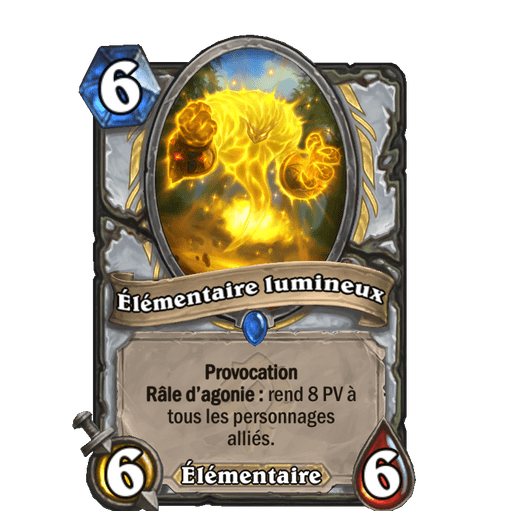 6
Élémentaire lumineux
Provocation
Râle d'agonie : rend 8 PV à
tous les personnages
alliés.
6
Élémentaire
6